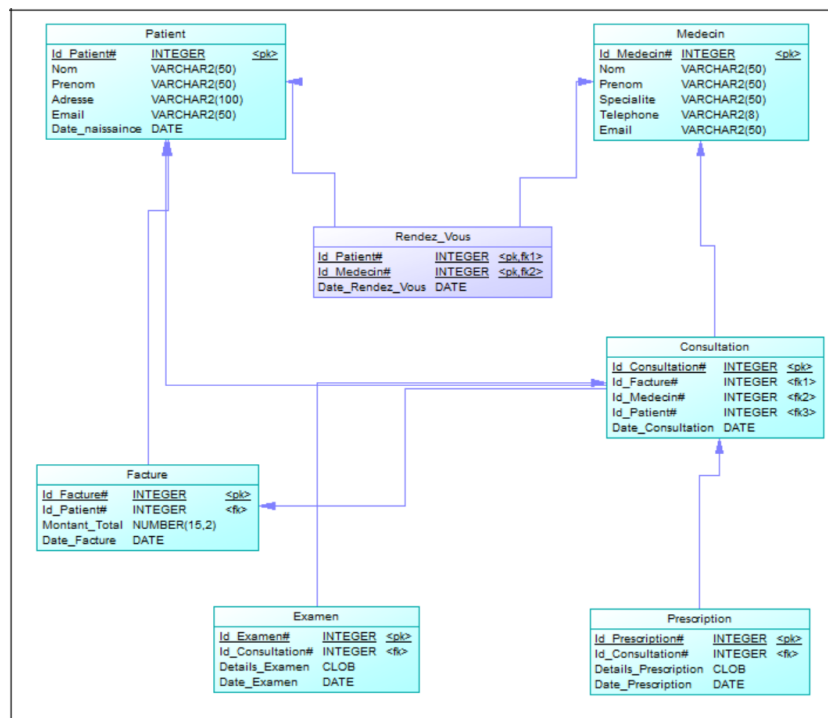 Patient
Id_Patient# INTEGER <pk>
Nom VARCHAR2(50)
Prenom VARCHAR2(50)
Adresse VARCHAR2(100)
Email VARCHAR2(50)
Date_naissaince DATE
Medecin
Id_Medecin# INTEGER <pk>
Nom VARCHAR2(50)
Prenom VARCHAR2(50)
Specialite VARCHAR2(50)
Telephone VARCHAR2(8)
Email VARCHAR2(50)
Rendez_Vous
Id_Patient# INTEGER <pk,fk1>
Id_Medecin# INTEGER <pk,fk2>
Date_Rendez_Vous DATE
Consultation
Id_Consultation# INTEGER <pk>
Id_Facture# INTEGER <fk1>
Id_Medecin# INTEGER <fk2>
Id_Patient# INTEGER <fk3>
Date_Consultation DATE
Facture
Id_Facture# INTEGER <pk>
Id_Patient# INTEGER <fk>
Montant_Total NUMBER(15,2)
Date_Facture DATE
Examen
Id_Examen# INTEGER <pk>
Id_Consultation# INTEGER <fk>
Details_Examen CLOB
Date_Examen DATE
Prescription
Id_Prescription# INTEGER <pk>
Id_Consultation# INTEGER <fk>
Details_Prescription CLOB
Date_Prescription DATE